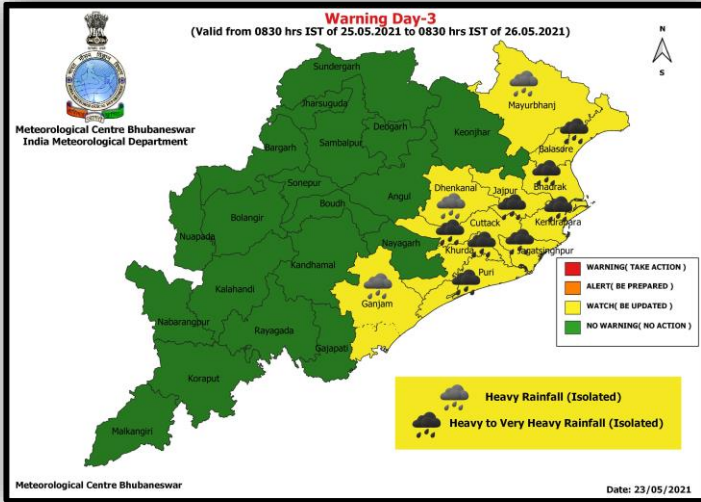 Warning Day-3
(Valid from 0830 hrs IST of 25.05.2021 to 0830 hrs IST of 26.05.2021)
N
S
Meteorological Centre Bhubaneswar
India Meteorological Department
Sundergarh
Jharsuguda
Deogarh
Keonjhar
Mayurbhanj
Bargarh
Sambalpur
Balasore
Sonepur
Angul
Dhenkanal
Jajpur
Bhadrak
Bolangir
Boudh
Cuttack
Kendrapara
Nuapada
Nayagarh
Khurda
Jagatsinghpur
Kandhamal
Puri
Kalahandi
Ganjam
Nabarangpur
Rayagada
Gajapati
Koraput
Malkangiri
WARNING( TAKE ACTION )
ALERT( BE PREPARED )
WATCH( BE UPDATED )
NO WARNING( NO ACTION )
Heavy Rainfall (Isolated)
Heavy to Very Heavy Rainfall (Isolated)
Meteorological Centre Bhubaneswar
Date: 23/05/2021